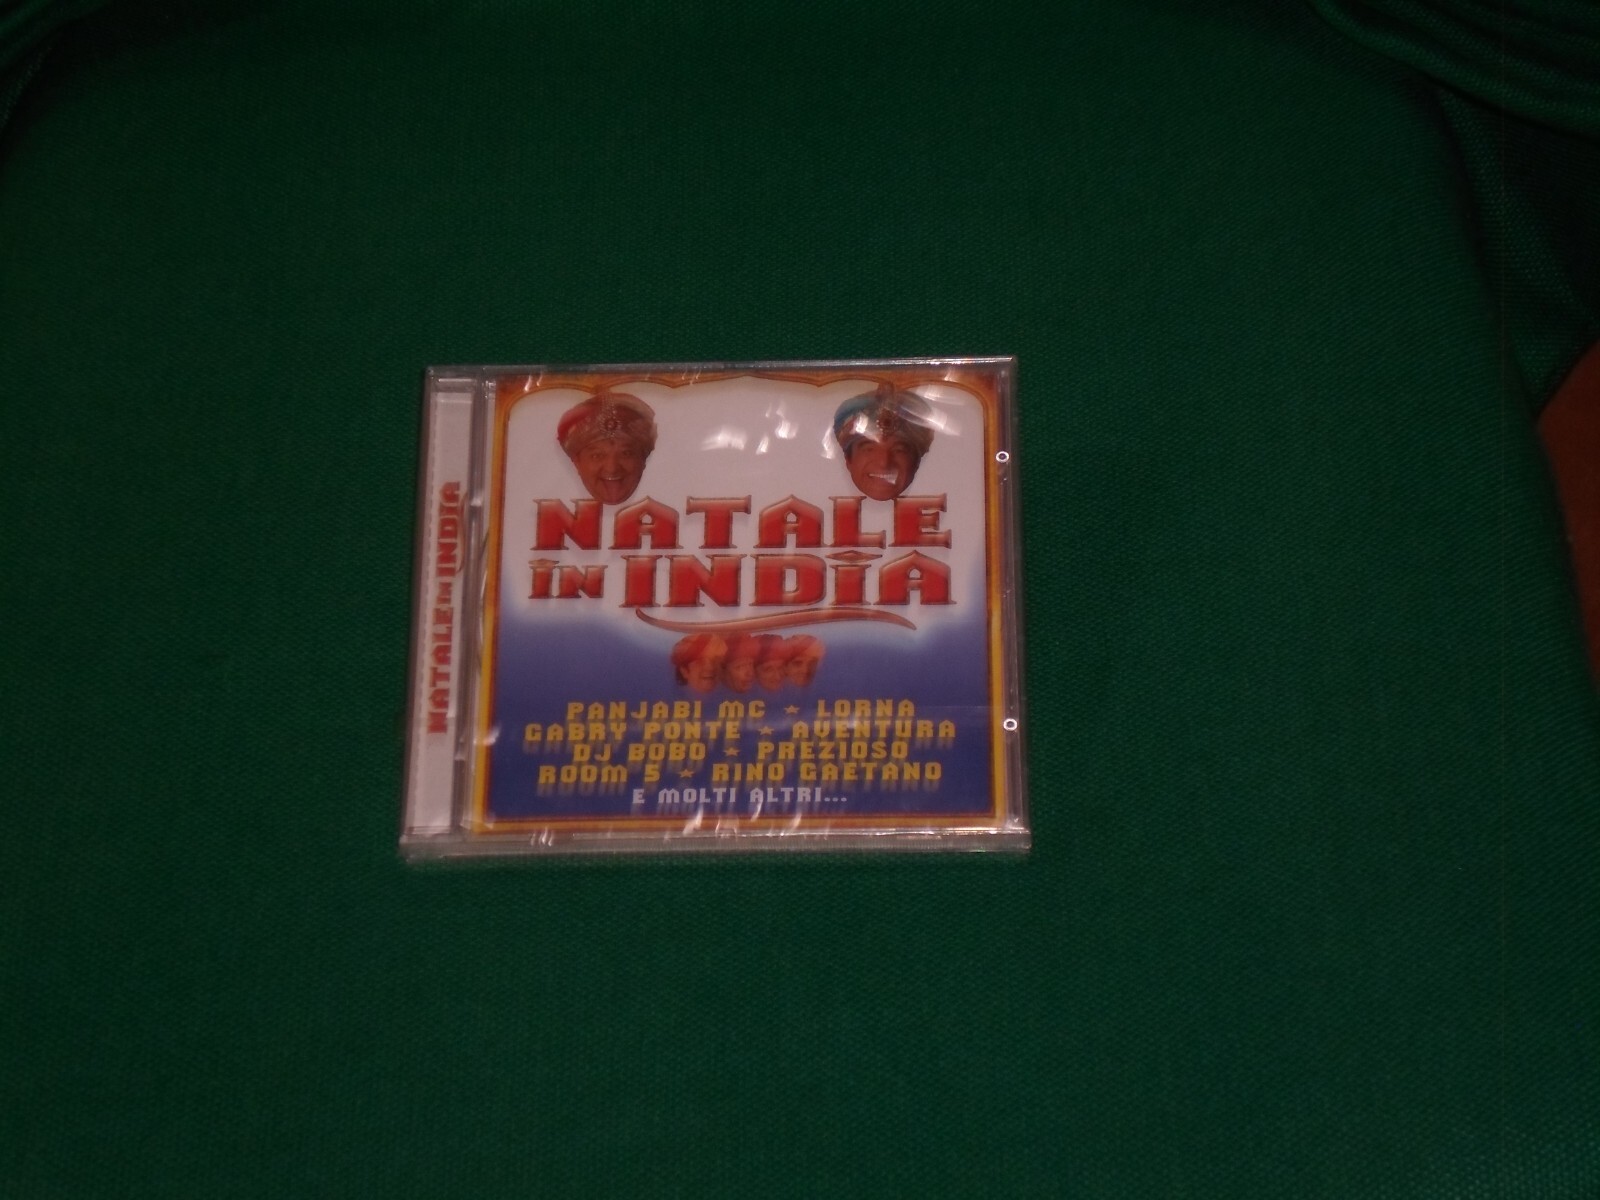 NATALE
IN INDIA
PANJABI MC ★ LORNA
GABRY PONTE ★ AVENTURA
DJ BOBO ★ PREZIOSO
ROOM 5 ★ RINO GAETANO
E MOLTI ALTRI...
NATALE IN INDIA